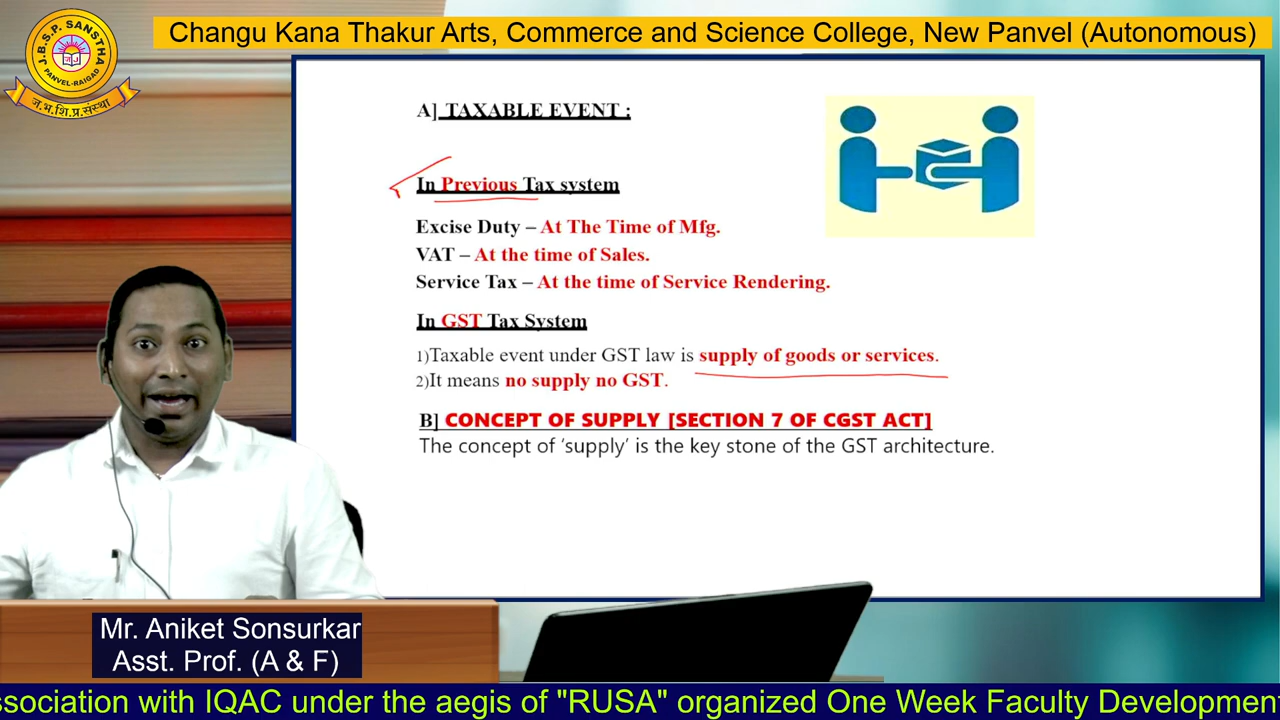 Changu Kana Thakur Arts, Commerce and Science College, New Panvel (Autonomous)
J.B.S.P. SANSTHA
PANVEL-RAIGAD
ज.भ.शि.प्र.संस्था
A] TAXABLE EVENT :
In Previous Tax system
Excise Duty – At The Time of Mfg.
VAT – At the time of Sales.
Service Tax – At the time of Service Rendering.
In GST Tax System
1)Taxable event under GST law is supply of goods or services.
2)It means no supply no GST.
B] CONCEPT OF SUPPLY [SECTION 7 OF CGST ACT]
The concept of ‘supply’ is the key stone of the GST architecture.
Mr. Aniket Sonsurkar
Asst. Prof. (A & F)
ssociation with IQAC under the aegis of "RUSA" organized One Week Faculty Development